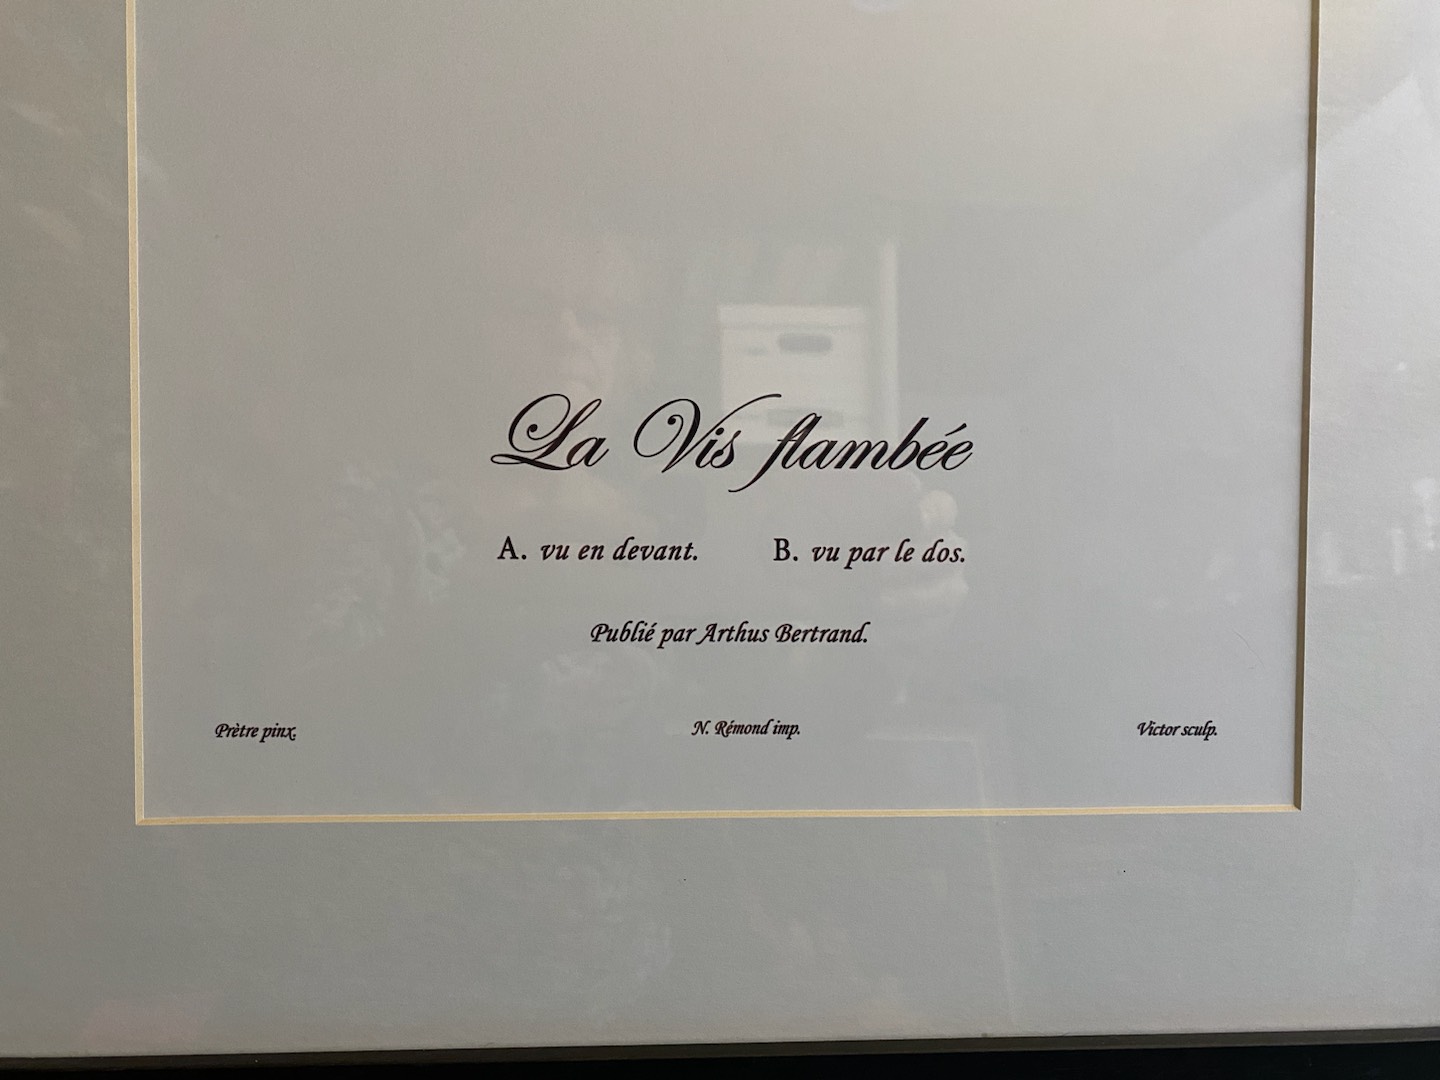 La Vis flambée
A. vu en devant. B. vu par le dos.
Publié par Arthus Bertrand.
Prètre pinx. N. Rémond imp. Victor sculp.